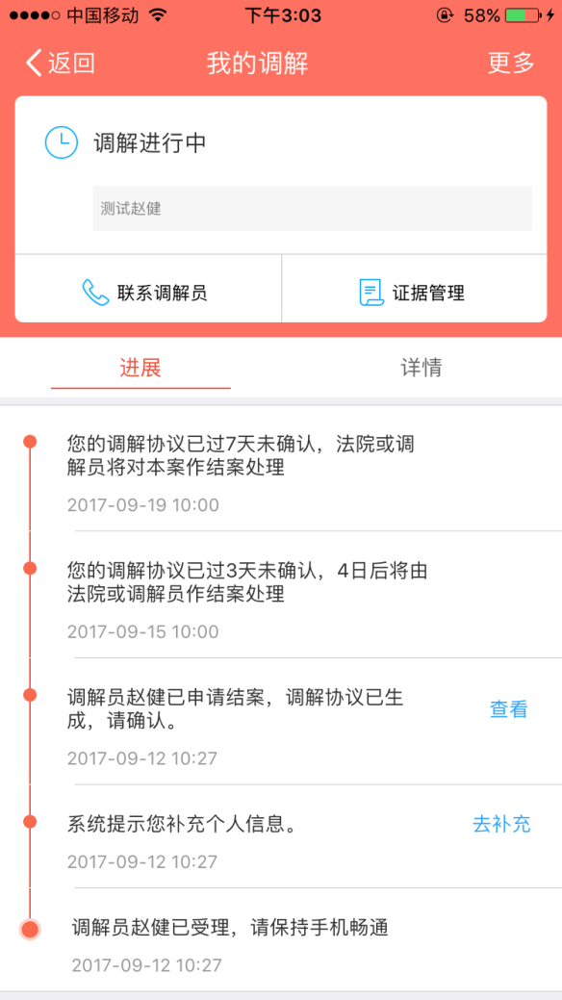 中国移动 下午3:03 58%
返回 我的调解 更多
调解进行中
测试赵健
联系调解员 证据管理
进展 详情
您的调解协议已过7天未确认，法院或调
解员将对本案作结案处理
2017-09-19 10:00
您的调解协议已过3天未确认，4日后将由
法院或调解员作结案处理
2017-09-15 10:00
调解员赵健已申请结案，调解协议已生
成，请确认。
查看
2017-09-12 10:27
系统提示您补充个人信息。 去补充
2017-09-12 10:27
调解员赵健已受理，请保持手机畅通
2017-09-12 10:27